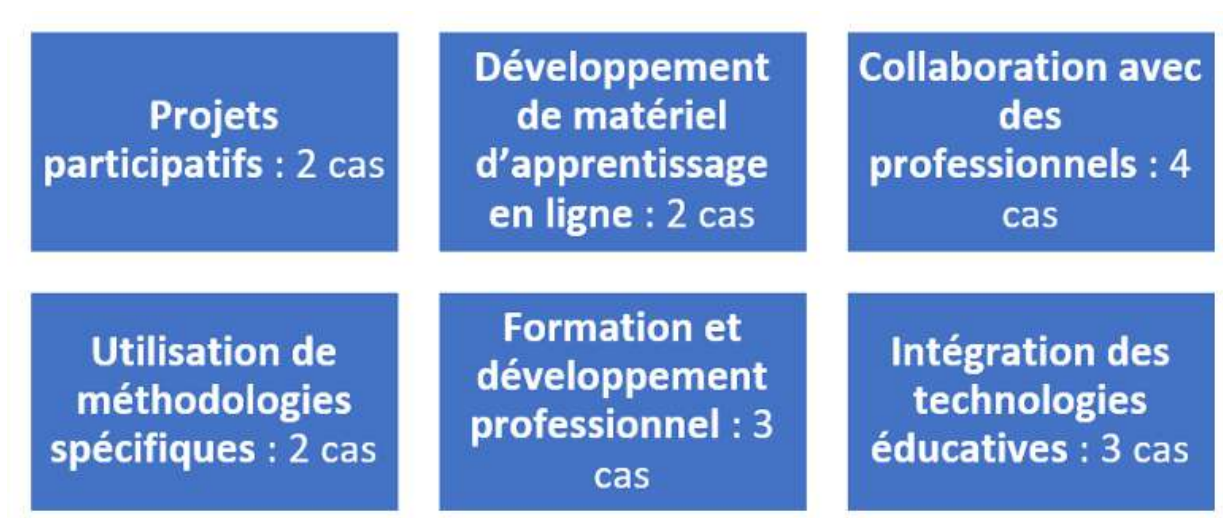 Projets
participatifs : 2 cas
Développement
de matériel
d’apprentissage
en ligne : 2 cas
Collaboration avec
des
professionnels : 4
cas
Utilisation de
méthodologies
spécifiques : 2 cas
Formation et
développement
professionnel : 3
cas
Intégration des
technologies
éducatives : 3 cas